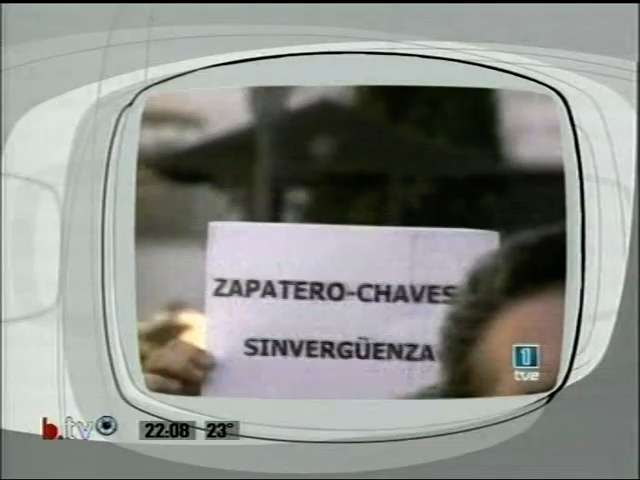 ZAPATERO-CHAVES
SINVERGÜENZA
1
tve
b.tv 22:08 23°